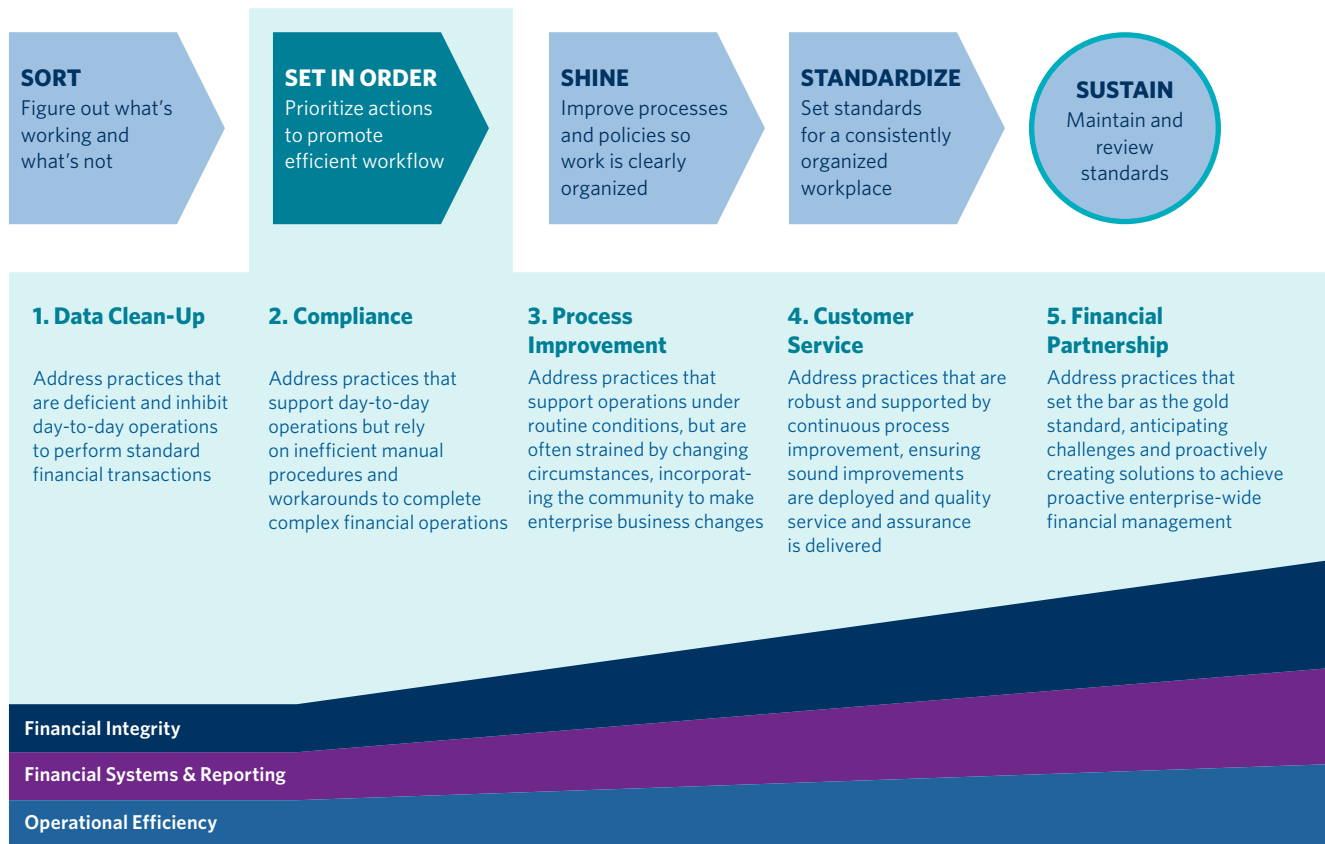 SORT
Figure out what's
working and
what's not
SET IN ORDER
Prioritize actions
to promote
efficient workflow
SHINE
Improve processes
and policies so
work is clearly
organized
STANDARDIZE
Set standards
for a consistently
organized
workplace
SUSTAIN
Maintain and
review
standards
1. Data Clean-Up
Address practices that
are deficient and inhibit
day-to-day operations
to perform standard
financial transactions
2. Compliance
Address practices that
support day-to-day
operations but rely
on inefficient manual
procedures and
workarounds to complete
complex financial operations
3. Process
Improvement
Address practices that
support operations under
routine conditions, but are
often strained by changing
circumstances, incorporat-
ing the community to make
enterprise business changes
4. Customer
Service
Address practices that are
robust and supported by
continuous process
improvement, ensuring
sound improvements
are deployed and quality
service and assurance
is delivered
5. Financial
Partnership
Address practices that
set the bar as the gold
standard, anticipating
challenges and proactively
creating solutions to achieve
proactive enterprise-wide
financial management
Financial Integrity
Financial Systems & Reporting
Operational Efficiency